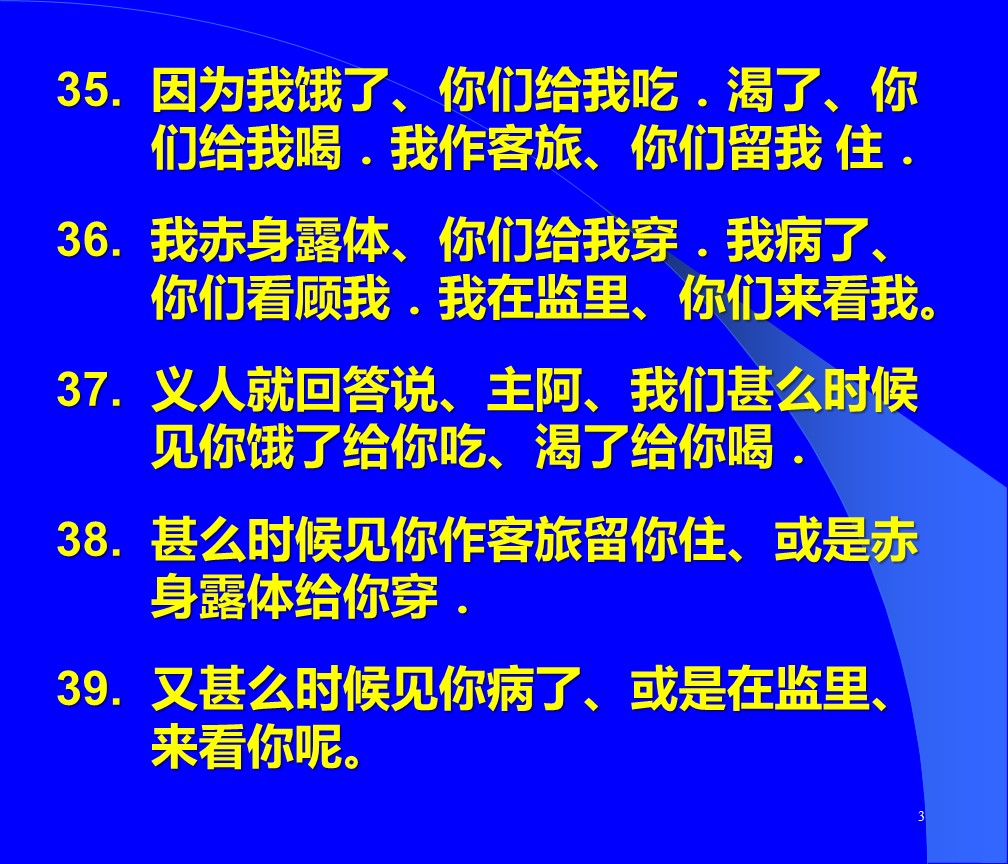 35. 因为我饿了、你们给我吃．渴了、你
们给我喝．我作客旅、你们留我 住．
36. 我赤身露体、你们给我穿．我病了、
你们看顾我．我在监里、你们来看我。
37. 义人就回答说、主阿、我们甚么时候
见你饿了给你吃、渴了给你喝．
38. 甚么时候见你作客旅留你住、或是赤
身露体给你穿．
39. 又甚么时候见你病了、或是在监里、
来看你呢。
3